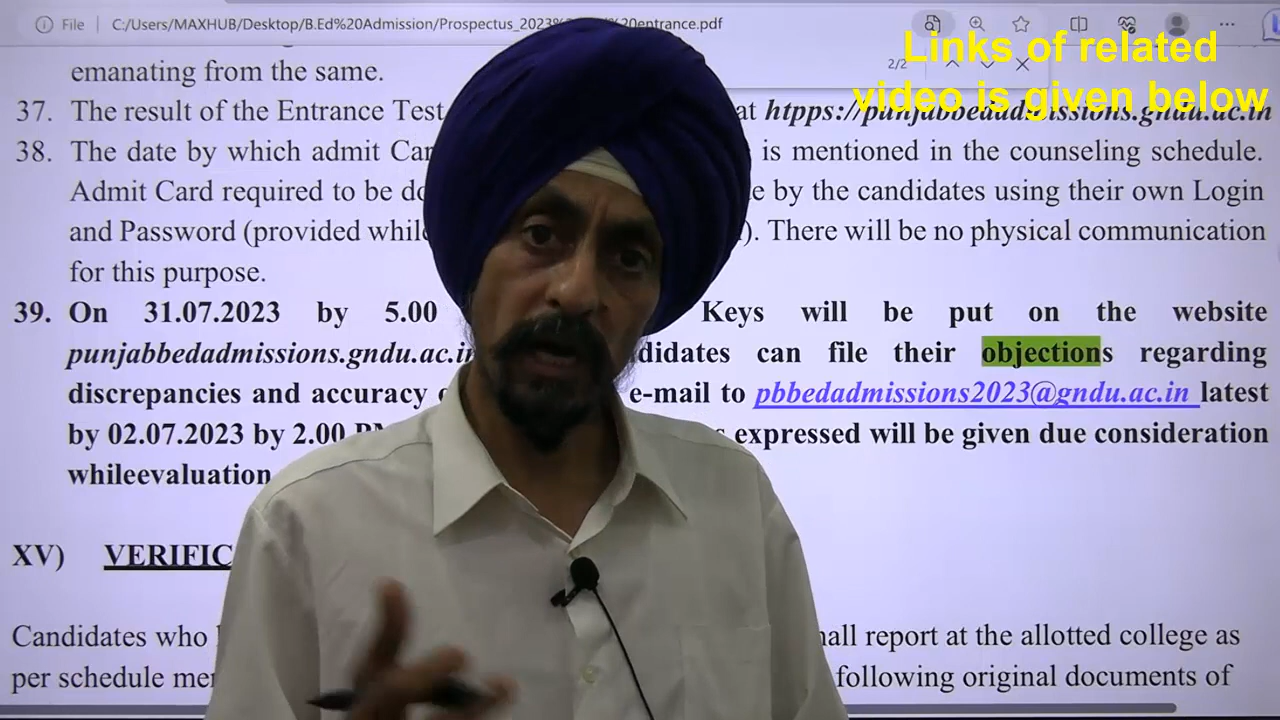 File C:/Users/MAXHUB/Desktop/B.Ed%20Admission/Prospectus_2023 %20entrance.pdf
Links of related
video is given below
2/2
emanating from the same.
37. The result of the Entrance Test at htpps://punjabbedadmissions.gndu.ac.in
38. The date by which admit Car is mentioned in the counseling schedule.
Admit Card required to be do by the candidates using their own Login
and Password (provided while ). There will be no physical communication
for this purpose.
39. On 31.07.2023 by 5.00 Keys will be put on the website
punjabbedadmissions.gndu.ac.in didates can file their objections regarding
discrepancies and accuracy e-mail to pbbedadmissions2023@gndu.ac.in latest
by 02.07.2023 by 2.00 PM s expressed will be given due consideration
whileevaluation
XV) VERIFIC
Candidates who hall report at the allotted college as
per schedule men following original documents of